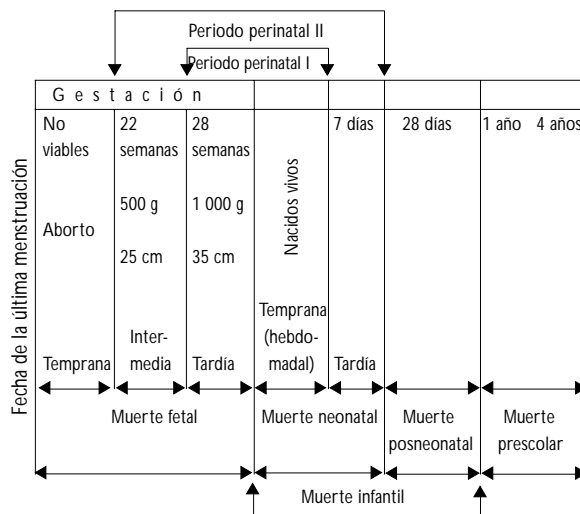 Periodo perinatal II
Periodo perinatal I
Gestación
Fecha de la última menstruación
No
viables
Aborto
Temprana
22
semanas
500 g
25 cm
Inter-
media
28
semanas
1 000 g
35 cm
Tardía
Nacidos vivos
Temprana
(hebdo-
madal)
7 días
Tardía
28 días
1 año 4 años
Muerte fetal
Muerte neonatal
Muerte
posneonatal
Muerte
prescolar
Muerte infantil